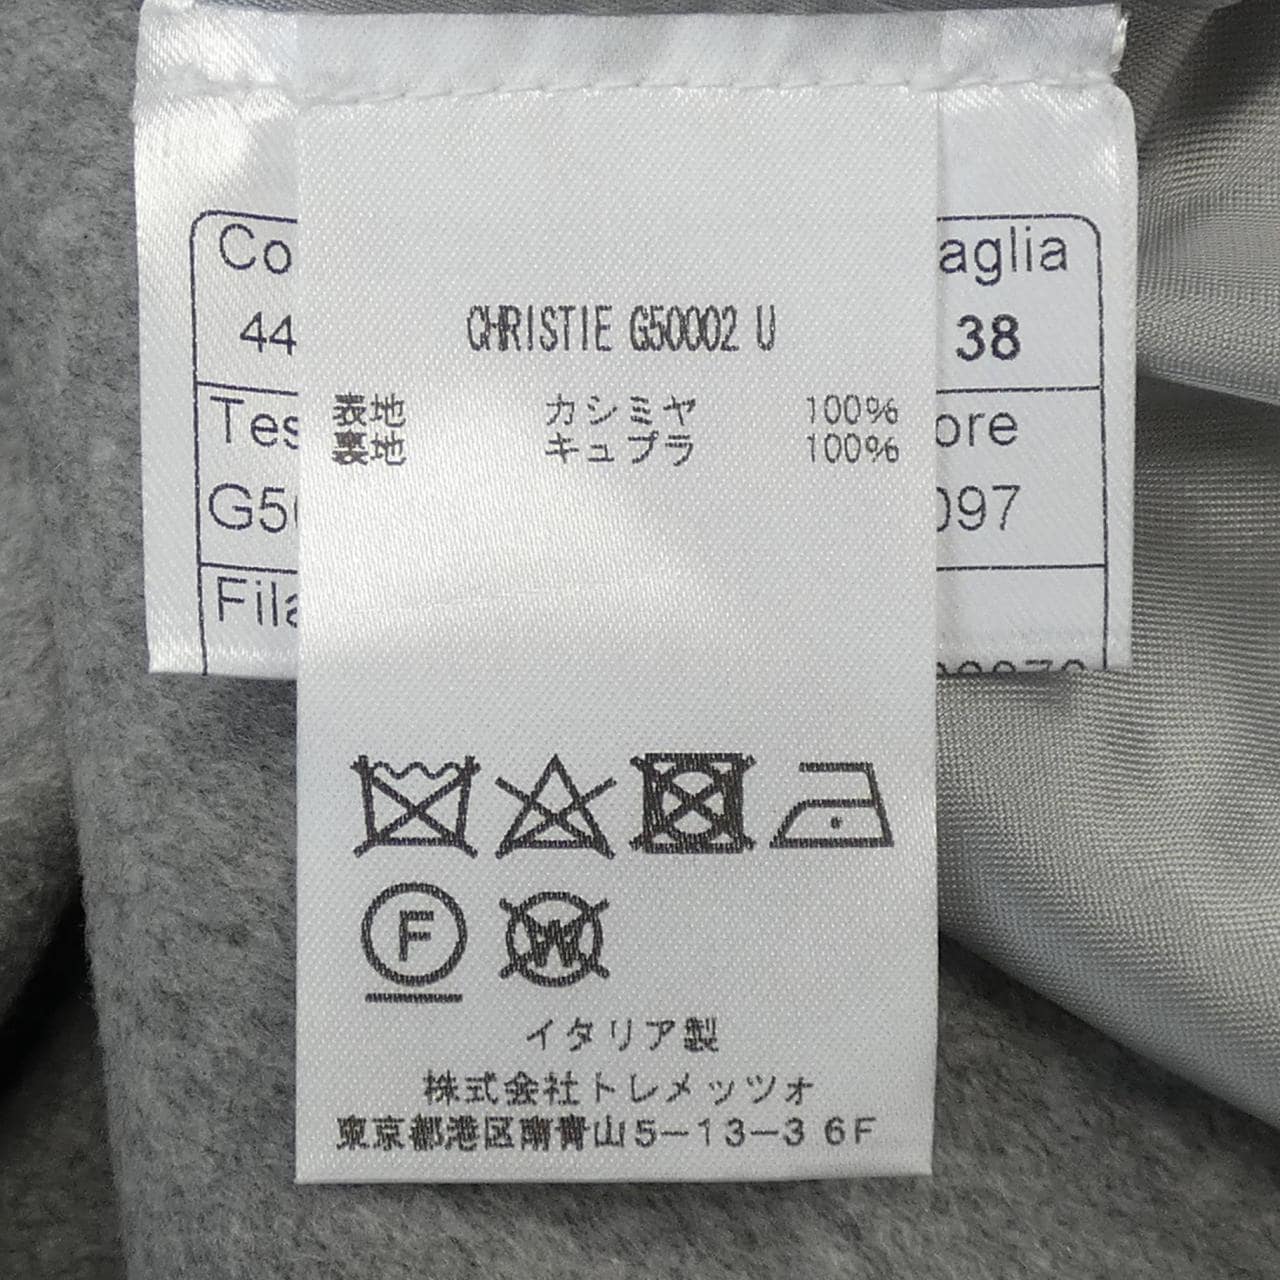 Co
aglia
44
38
Tes
ore
G50
097
Fila
CHRISTIE G50002 U
表地 カシミヤ 100%
裏地 キュプラ 100%
F
W
イタリア製
株式会社トレメッツォ
東京都港区南青山5-13-3 6F